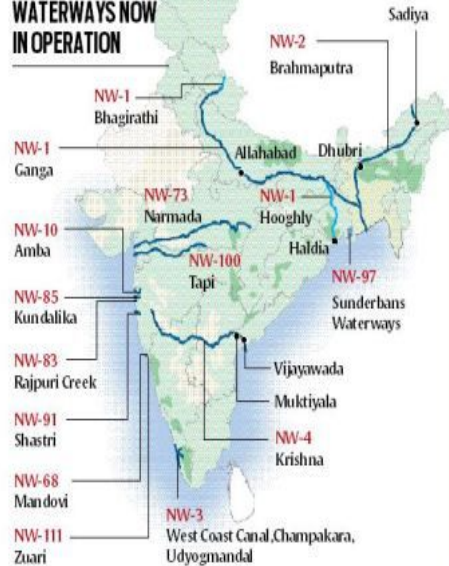 WATERWAYS NOW
IN OPERATION
Sadiya
NW-2
Brahmaputra
NW-1
Bhagirathi
NW-1
Ganga
Allahabad
Dhubri
NW-73
Narmada
NW-1
Hooghly
NW-10
Amba
Haldia
NW-100
Tapi
NW-97
Sunderbans
Waterways
NW-85
Kundalika
NW-83
Rajpuri Creek
Vijayawada
Muktiyala
NW-91
Shastri
NW-4
Krishna
NW-68
Mandovi
NW-3
West Coast Canal,Champakara,
Udyogmandal
NW-111
Zuari